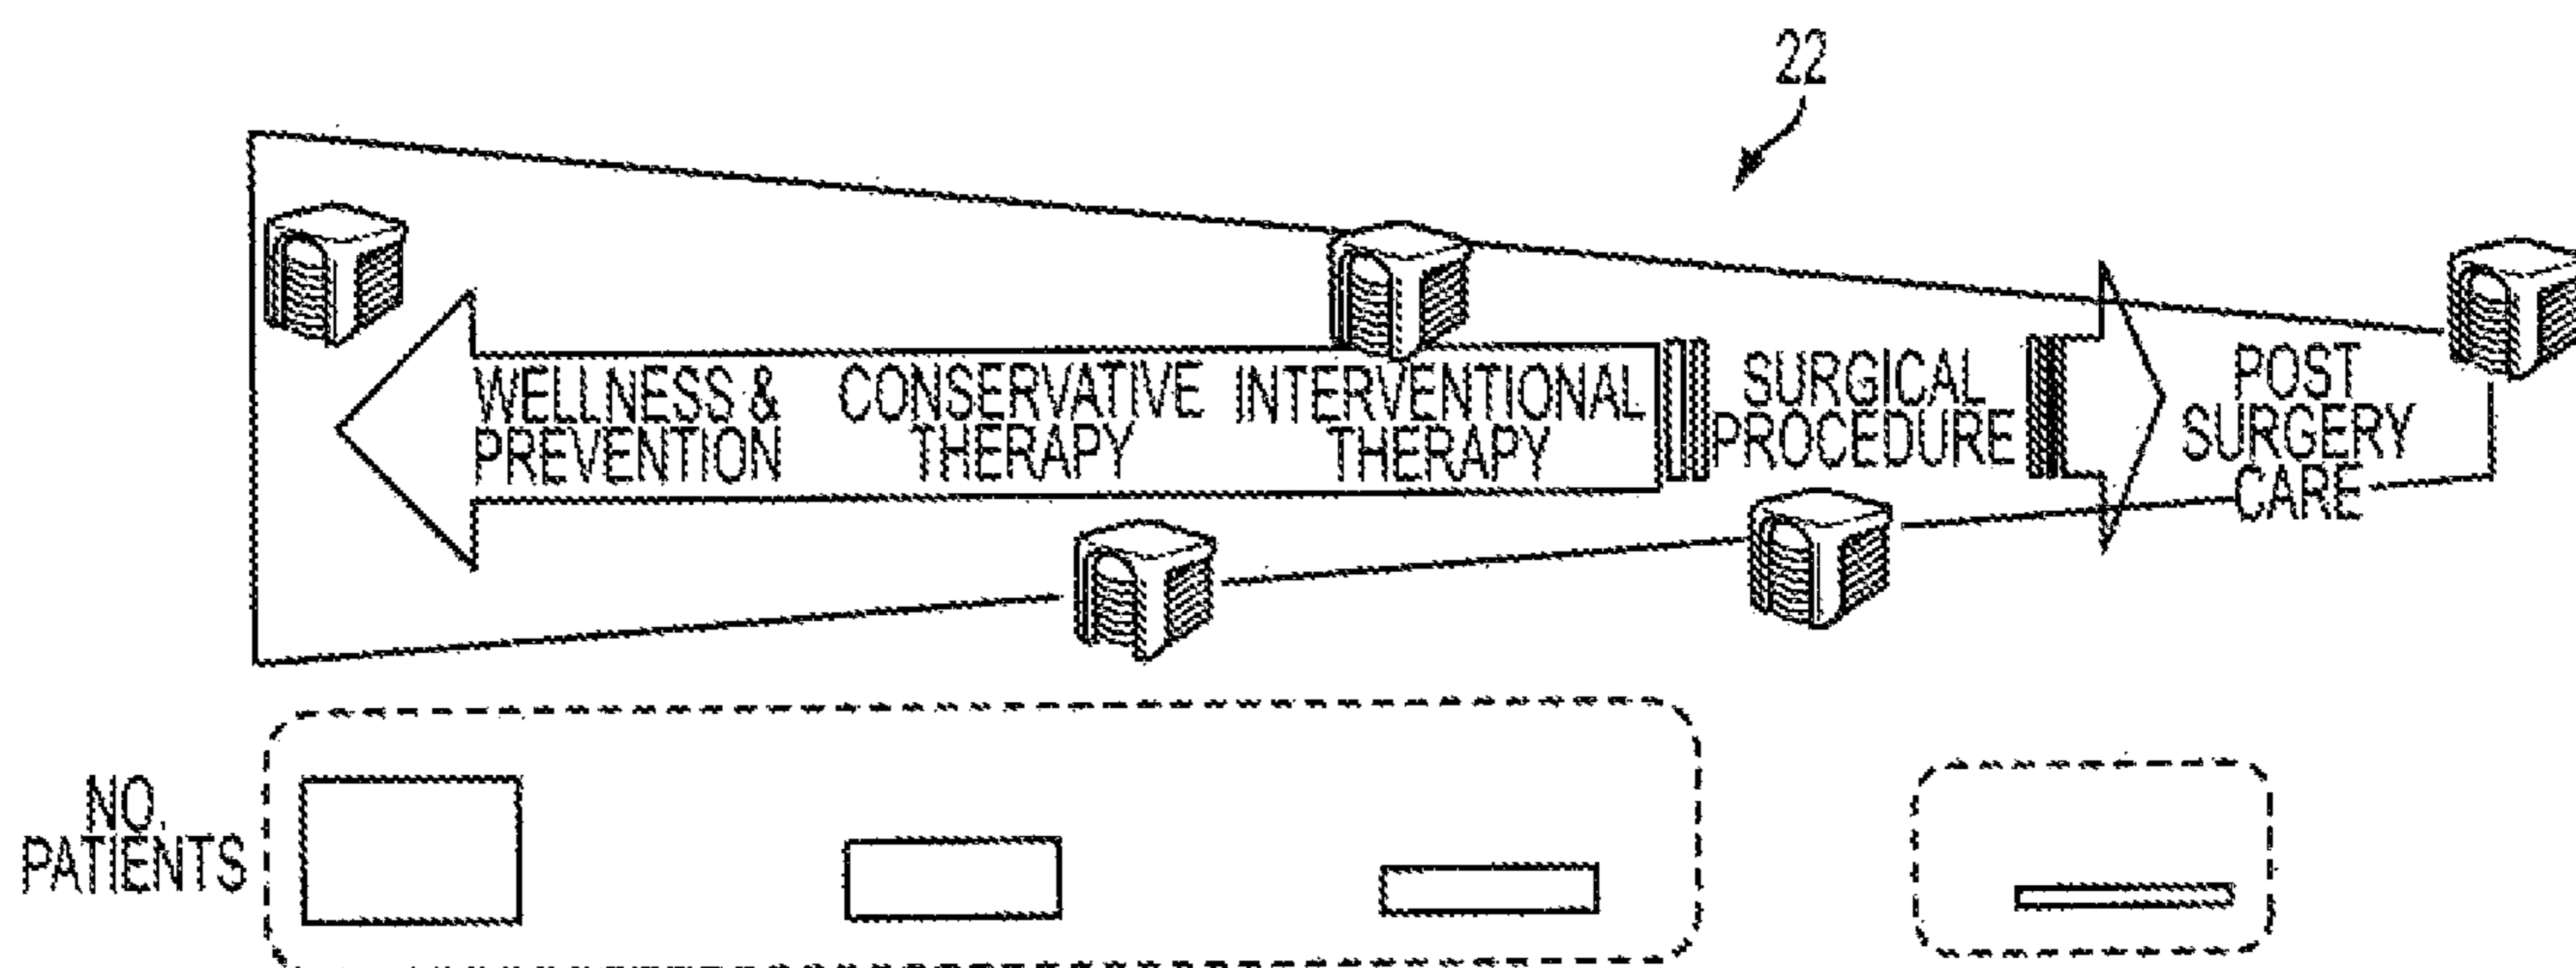 22
WELLNESS &
PREVENTION
CONSERVATIVE
THERAPY
INTERVENTIONAL
THERAPY
SURGICAL
PROCEDURE
POST
SURGERY
CARE
NO.
PATIENTS